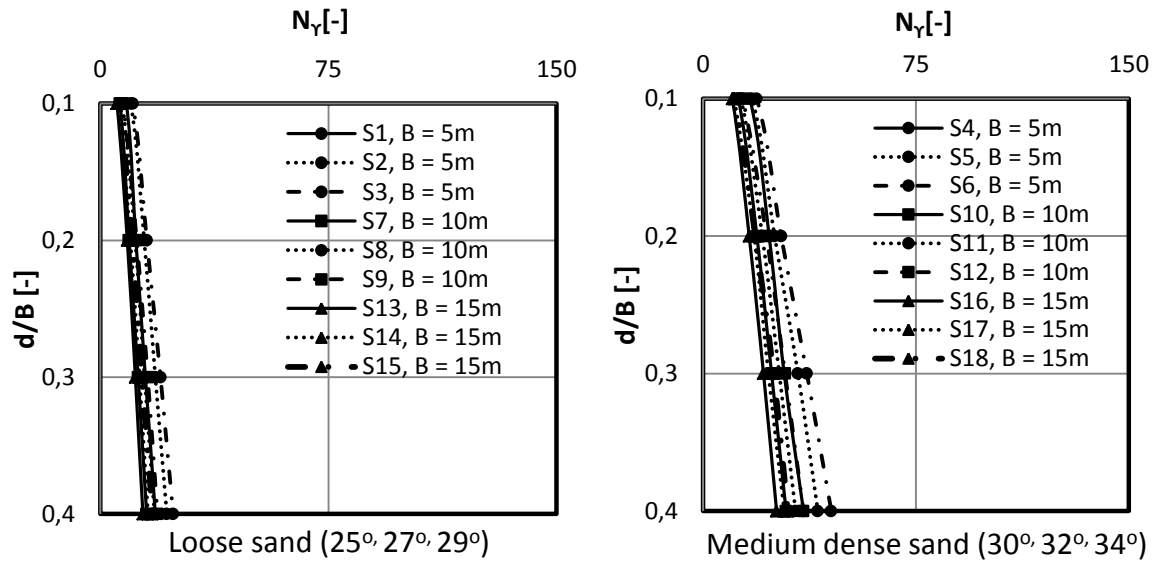 Nᵧ[-]
0 75 150
0,1
0,2
0,3
0,4
d/B [-]
S1, B = 5m
S2, B = 5m
S3, B = 5m
S7, B = 10m
S8, B = 10m
S9, B = 10m
S13, B = 15m
S14, B = 15m
S15, B = 15m
Loose sand (25°, 27°, 29°)
Nᵧ[-]
0 75 150
0,1
0,2
0,3
0,4
d/B [-]
S4, B = 5m
S5, B = 5m
S6, B = 5m
S10, B = 10m
S11, B = 10m
S12, B = 10m
S16, B = 15m
S17, B = 15m
S18, B = 15m
Medium dense sand (30°, 32°, 34°)